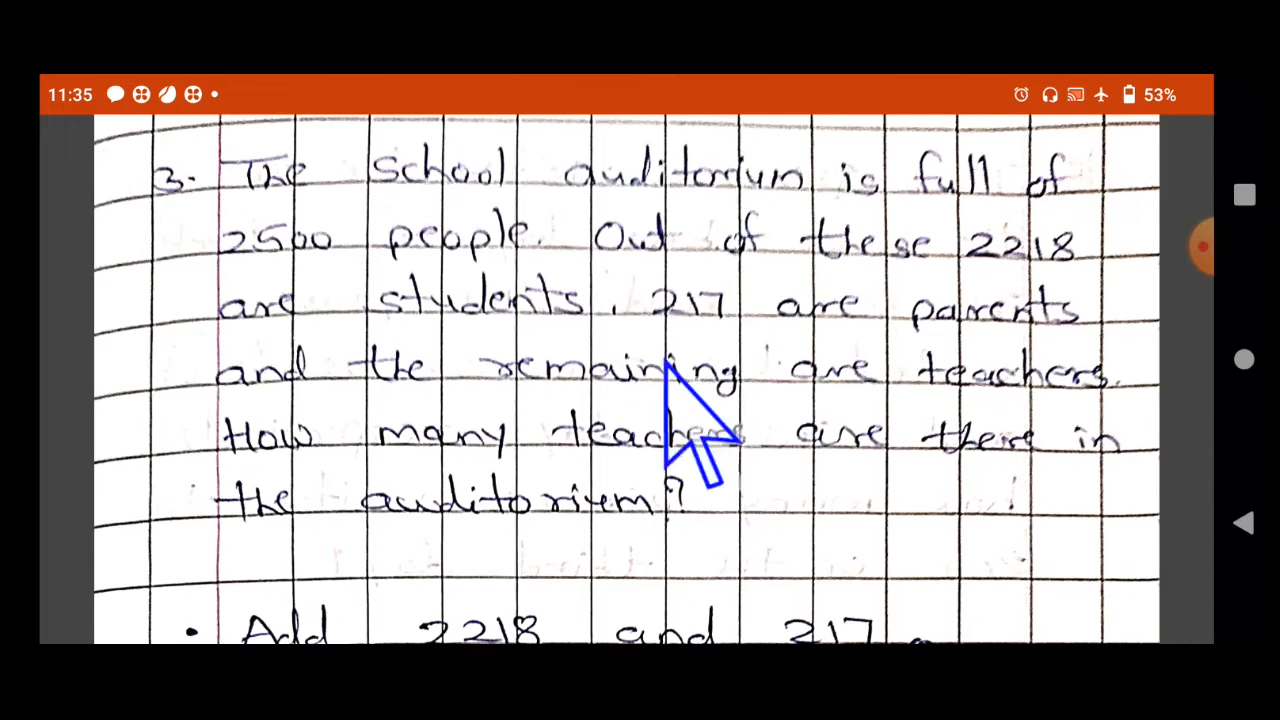 11:35 53%
3. The school auditorium is full of
2500 people. Out of these 2218
are students, 217 are parents
and the remaining are teachers.
How many teachers are there in
the auditorium?
• Add 2218 and 217